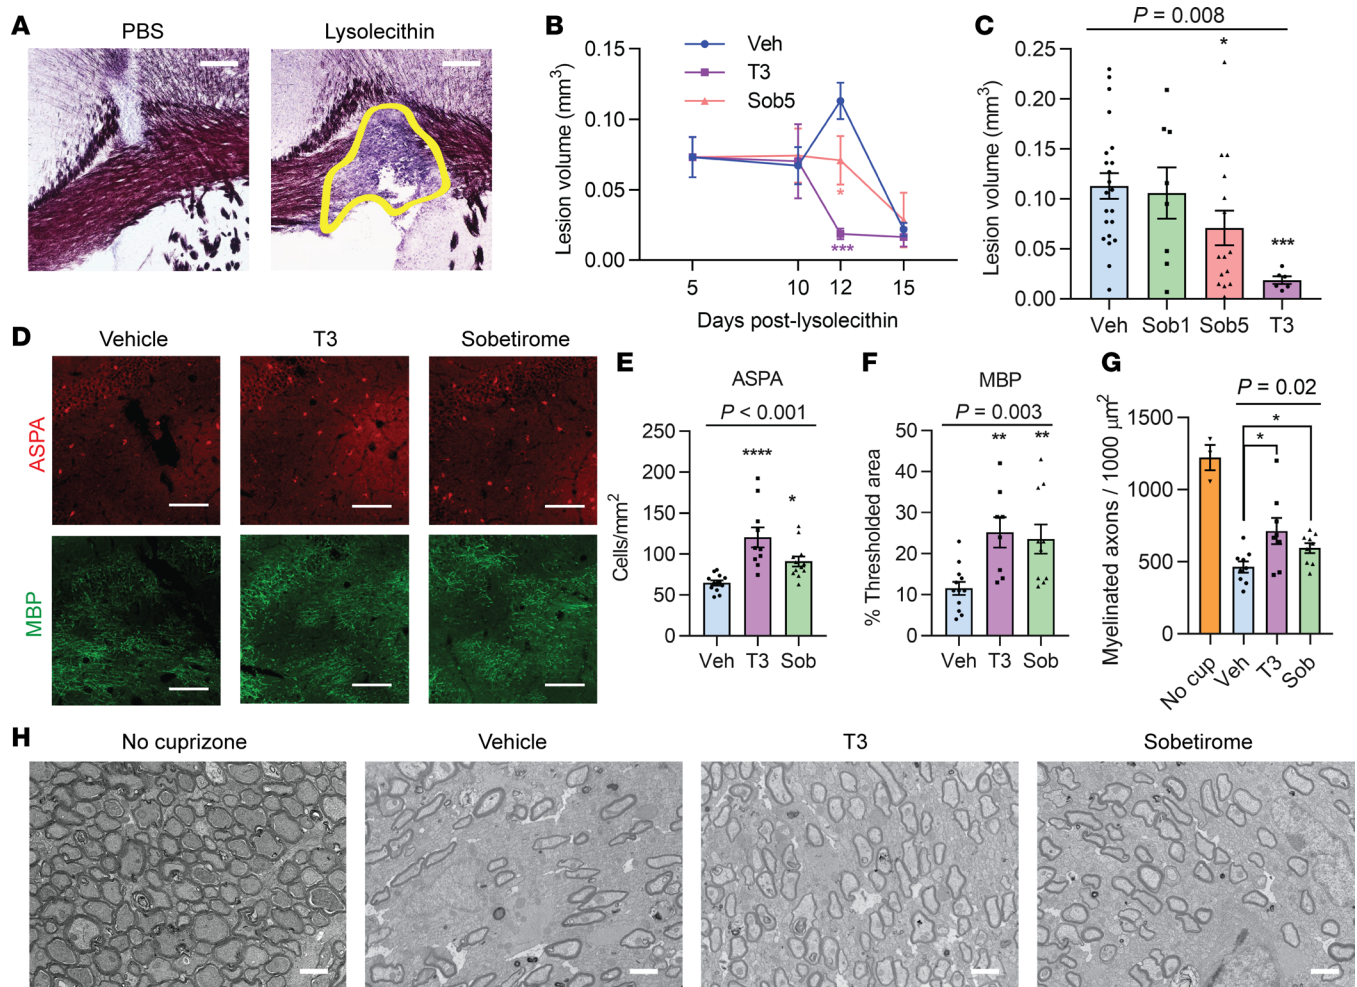 A
PBS
Lysolecithin
B
Lesion volume (mm³)
0.15
0.10
0.05
0.00
Veh
T3
Sob5
*
***
5
10
12
15
Days post-lysolecithin
C
P = 0.008
Lesion volume (mm³)
0.25
0.20
0.15
0.10
0.05
0.00
*
***
Veh
Sob1
Sob5
T3
D
Vehicle
T3
Sobetirome
ASPA
MBP
E
ASPA
P < 0.001
Cells/mm²
250
200
150
100
50
0
****
*
Veh
T3
Sob
F
MBP
P = 0.003
% Thresholded area
50
40
30
20
10
0
**
**
Veh
T3
Sob
G
P = 0.02
Myelinated axons / 1000 µm²
1500
1000
500
0
*
*
No cup
Veh
T3
Sob
H
No cuprizone
Vehicle
T3
Sobetirome